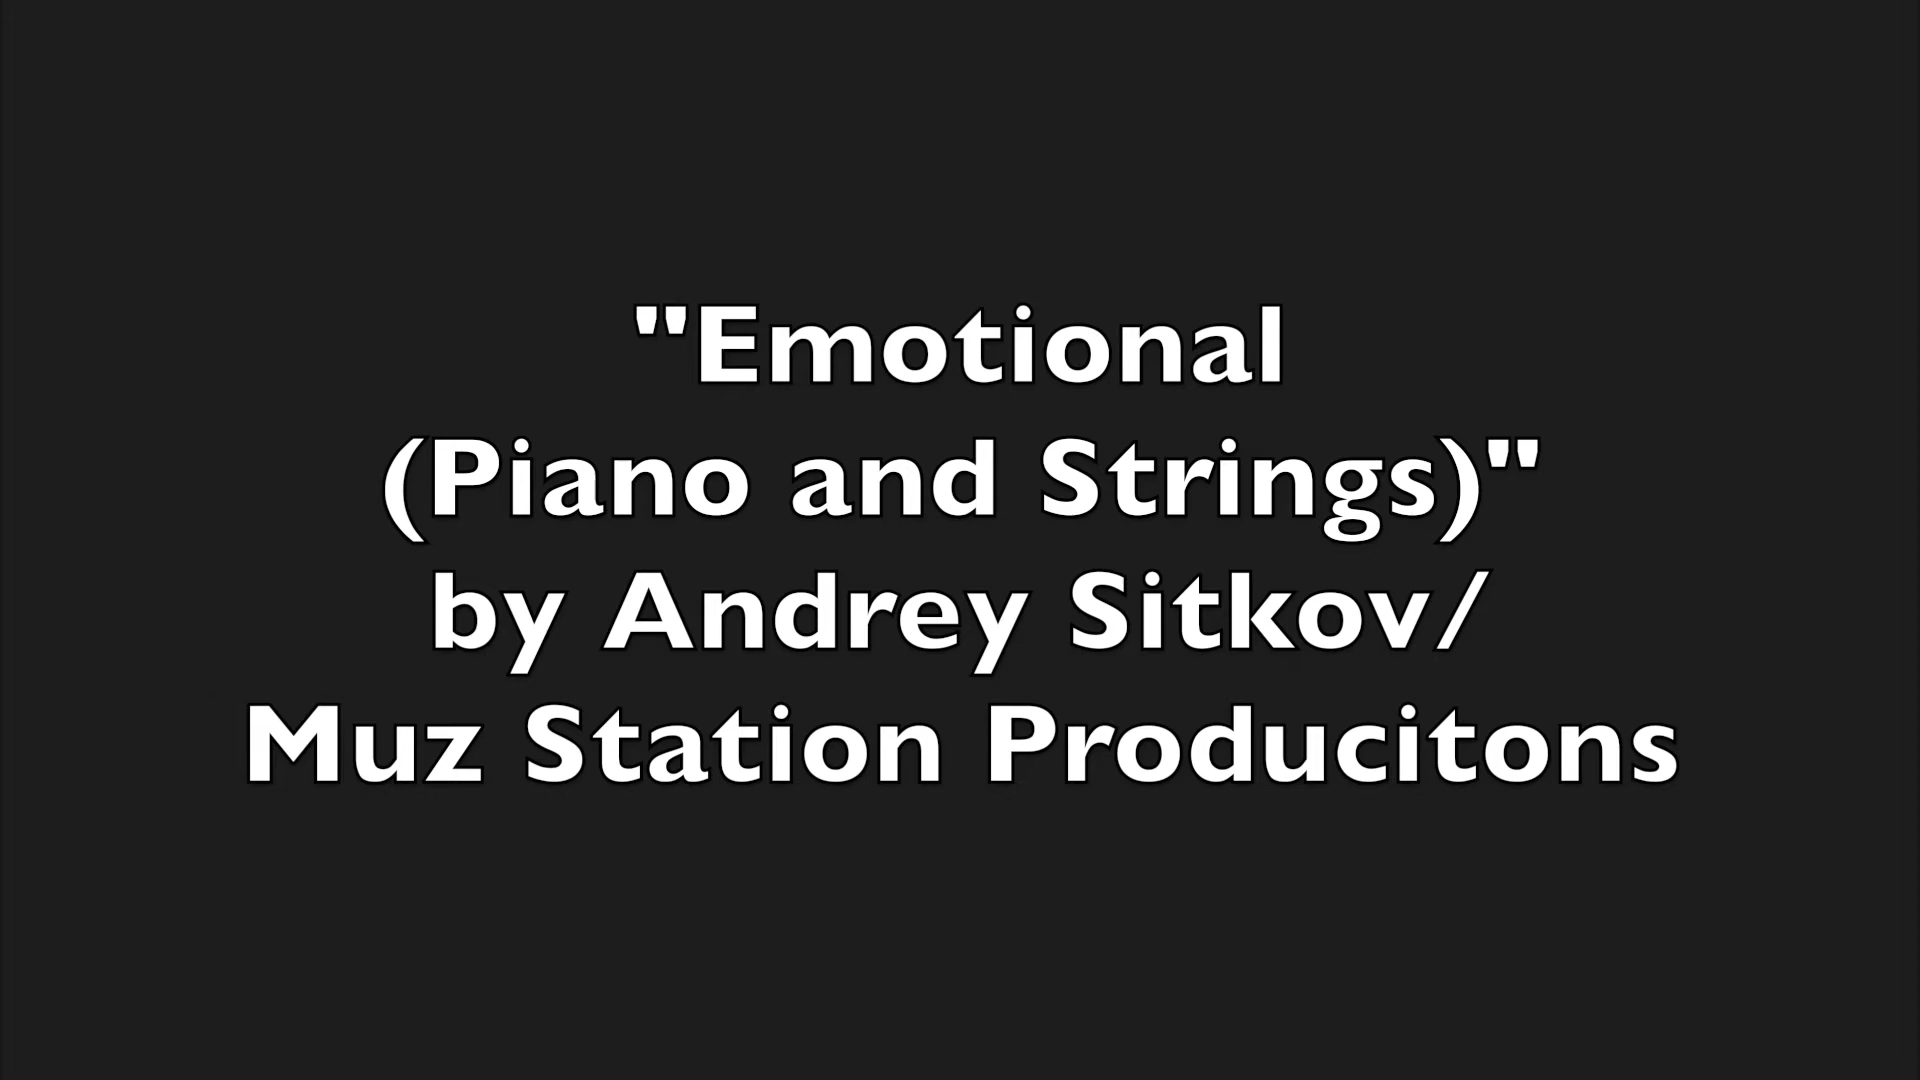 "Emotional
(Piano and Strings)"
by Andrey Sitkov/
Muz Station Producitons